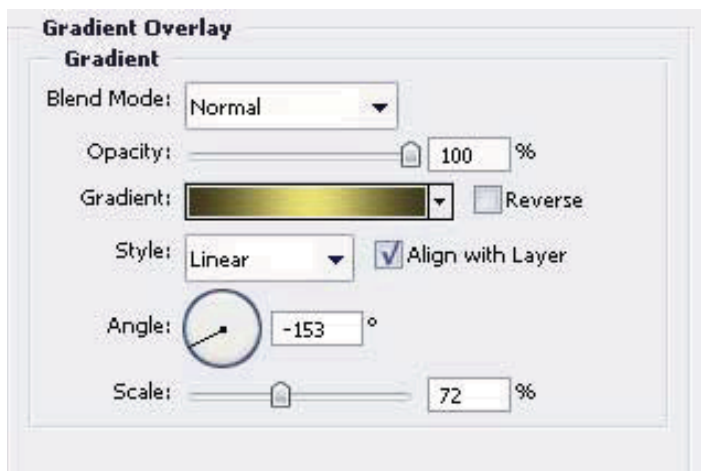 Gradient Overlay
Gradient
Blend Mode: Normal
Opacity: 100 %
Gradient: Reverse
Style: Linear Align with Layer
Angle: -153 °
Scale: 72 %